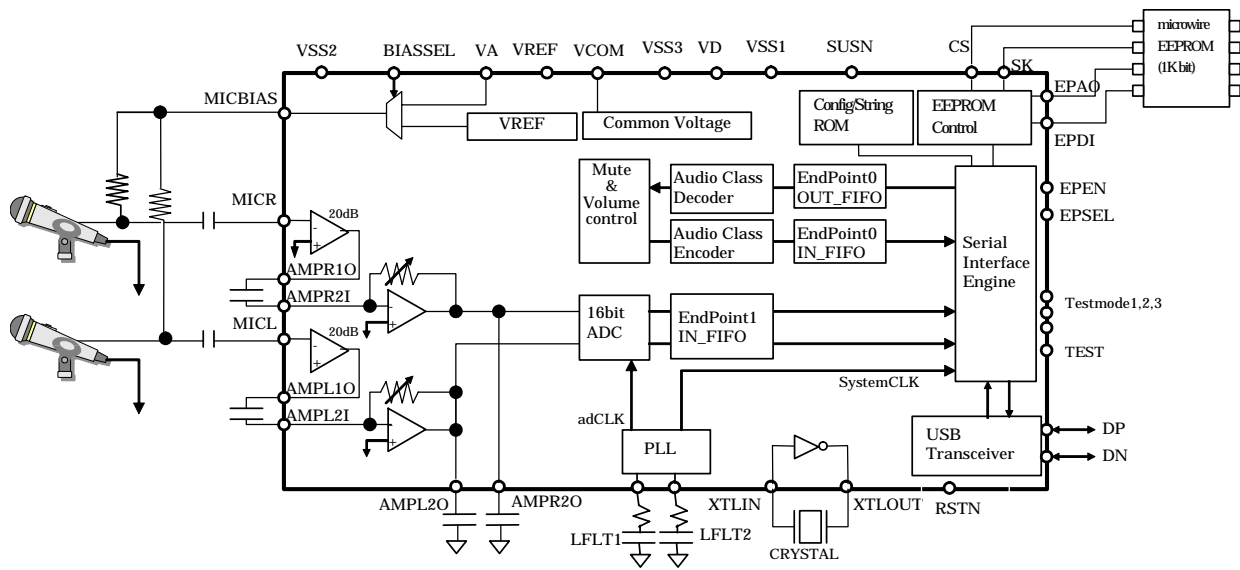 microwire
EEPROM
(1K bit)
VSS2
BIASSEL
VA
VREF
VCOM
VSS3
VD
VSS1
SUSN
CS
SK
EPAO
EPDI
MICBIAS
VREF
Common Voltage
Config/String
ROM
EEPROM
Control
Mute
&
Volume
control
Audio Class
Decoder
EndPoint0
OUT_FIFO
Audio Class
Encoder
EndPoint0
IN_FIFO
Serial
Interface
Engine
EPEN
EPSEL
MICR
20dB
-
+
AMPR1O
AMPR2I
-
+
MICL
20dB
-
+
AMPL1O
AMPL2I
-
+
16bit
ADC
EndPoint1
IN_FIFO
Testmode1,2,3
TEST
SystemCLK
adCLK
PLL
USB
Transceiver
DP
DN
AMPL2O
AMPR2O
LFLT1
LFLT2
XTLIN
XTLOUT
CRYSTAL
RSTN